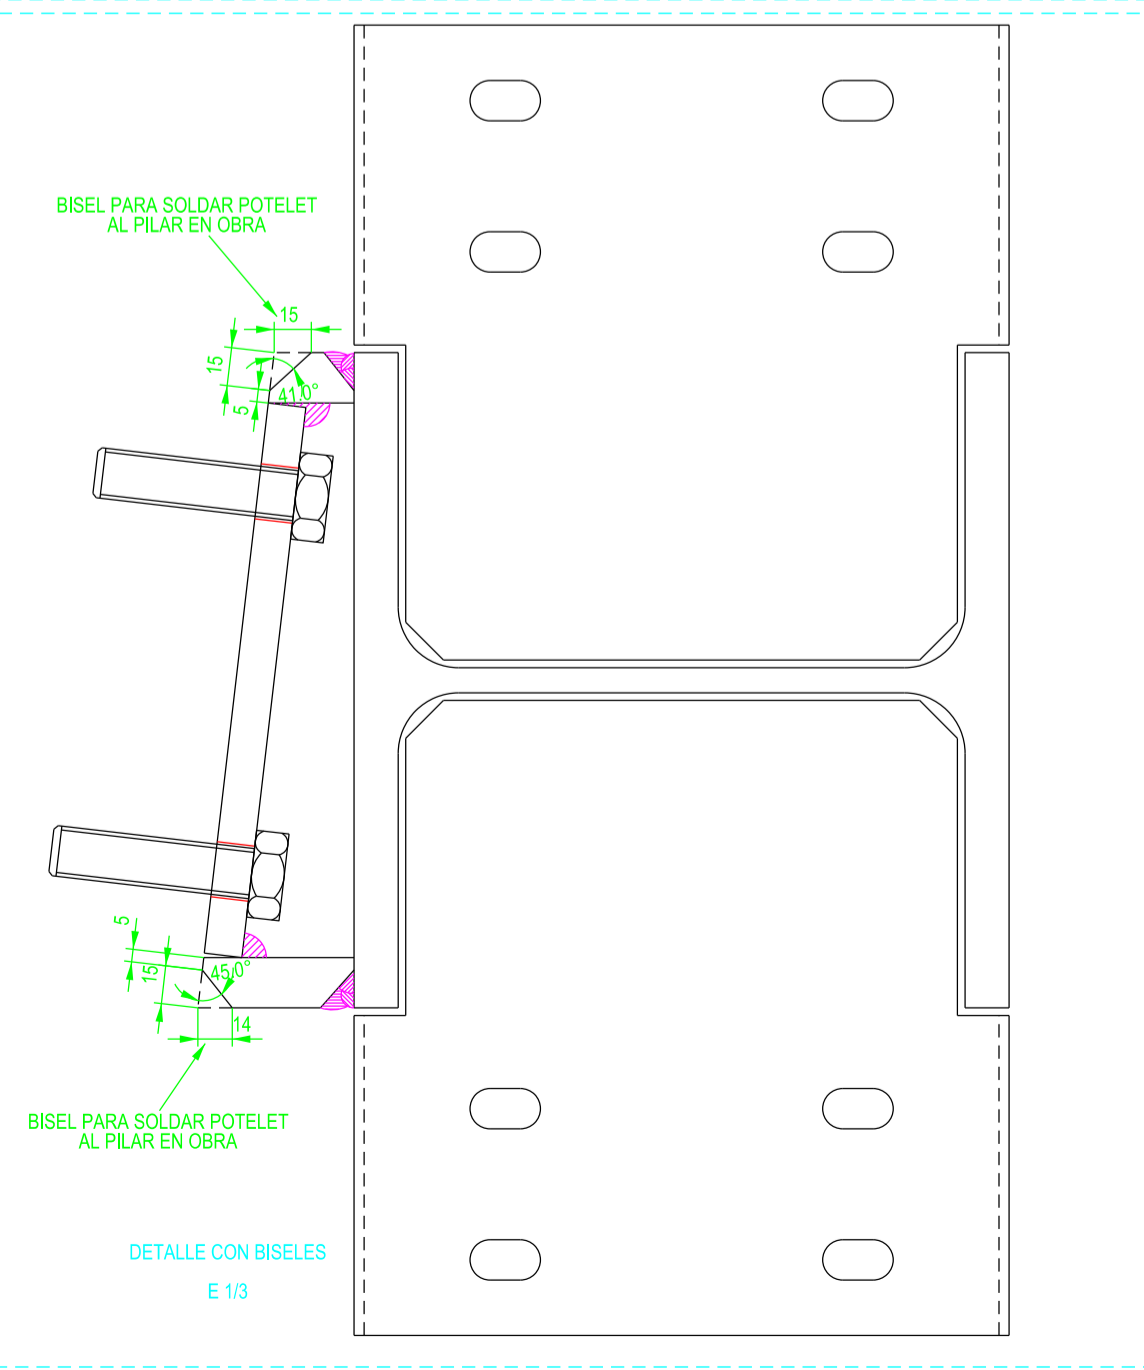 BISEL PARA SOLDAR POTELET
AL PILAR EN OBRA
15
15
41.0°
5
5
15
45.0°
14
BISEL PARA SOLDAR POTELET
AL PILAR EN OBRA
DETALLE CON BISELES
E 1/3